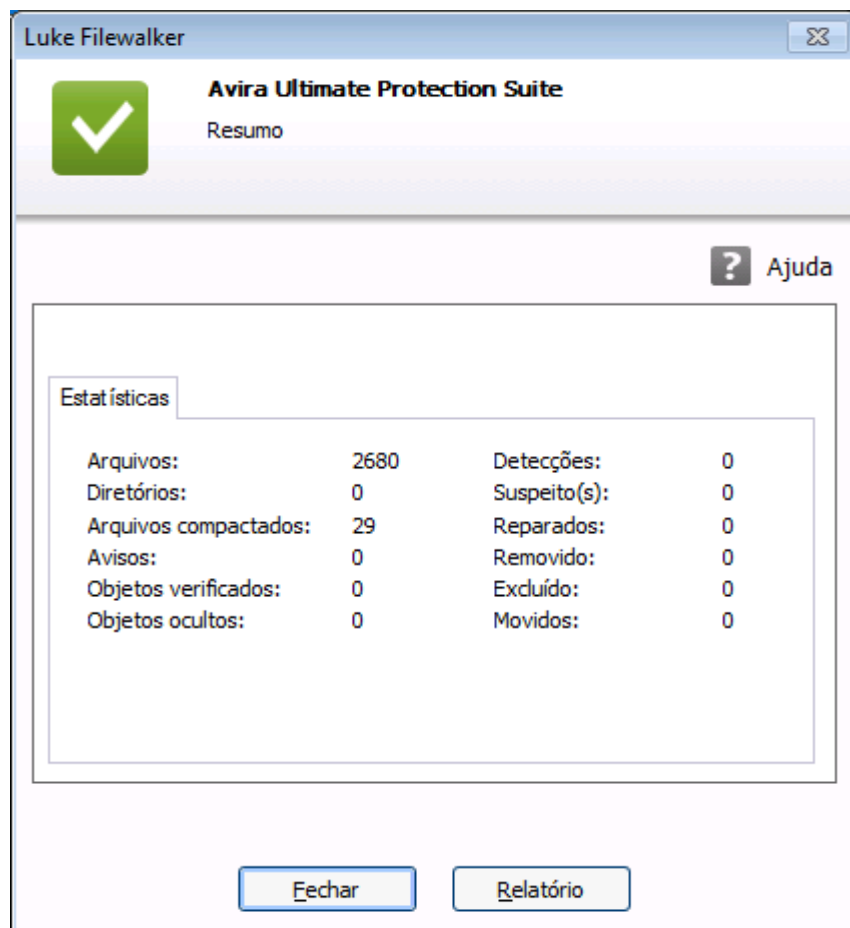 Luke Filewalker
Avira Ultimate Protection Suite
Resumo
? Ajuda
Estatísticas
Arquivos: 2680 Detecções: 0
Diretórios: 0 Suspeito(s): 0
Arquivos compactados: 29 Reparados: 0
Avisos: 0 Removido: 0
Objetos verificados: 0 Excluído: 0
Objetos ocultos: 0 Movidos: 0
Fechar Relatório